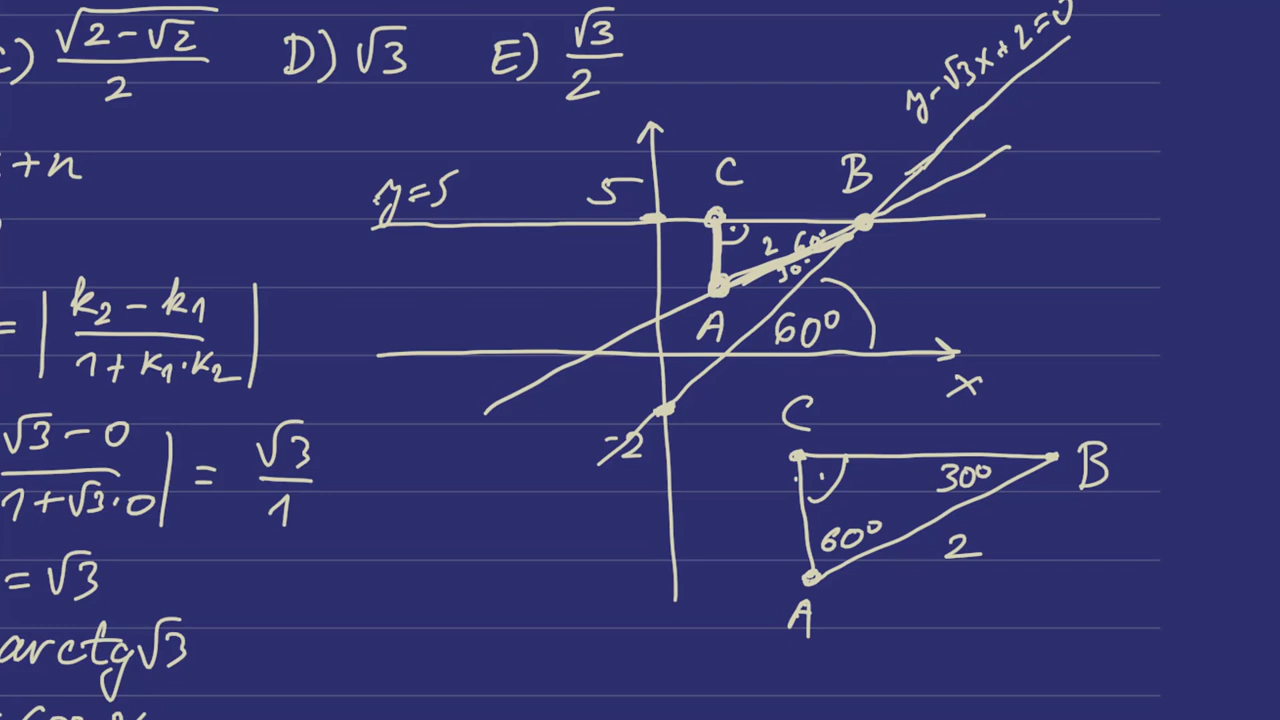 C) √(2-√2)/2 D) √3 E) √3/2
+n
y-√3x+2=0
y=5
5
C
B
2 60°
30°
A
60°
= |(k₂ - k₁)/(1 + k₁·k₂)|
x
-2
C
B
30°
60°
2
A
(√3 - 0)/(1+√3·0)| = √3/1
= √3
arctg√3